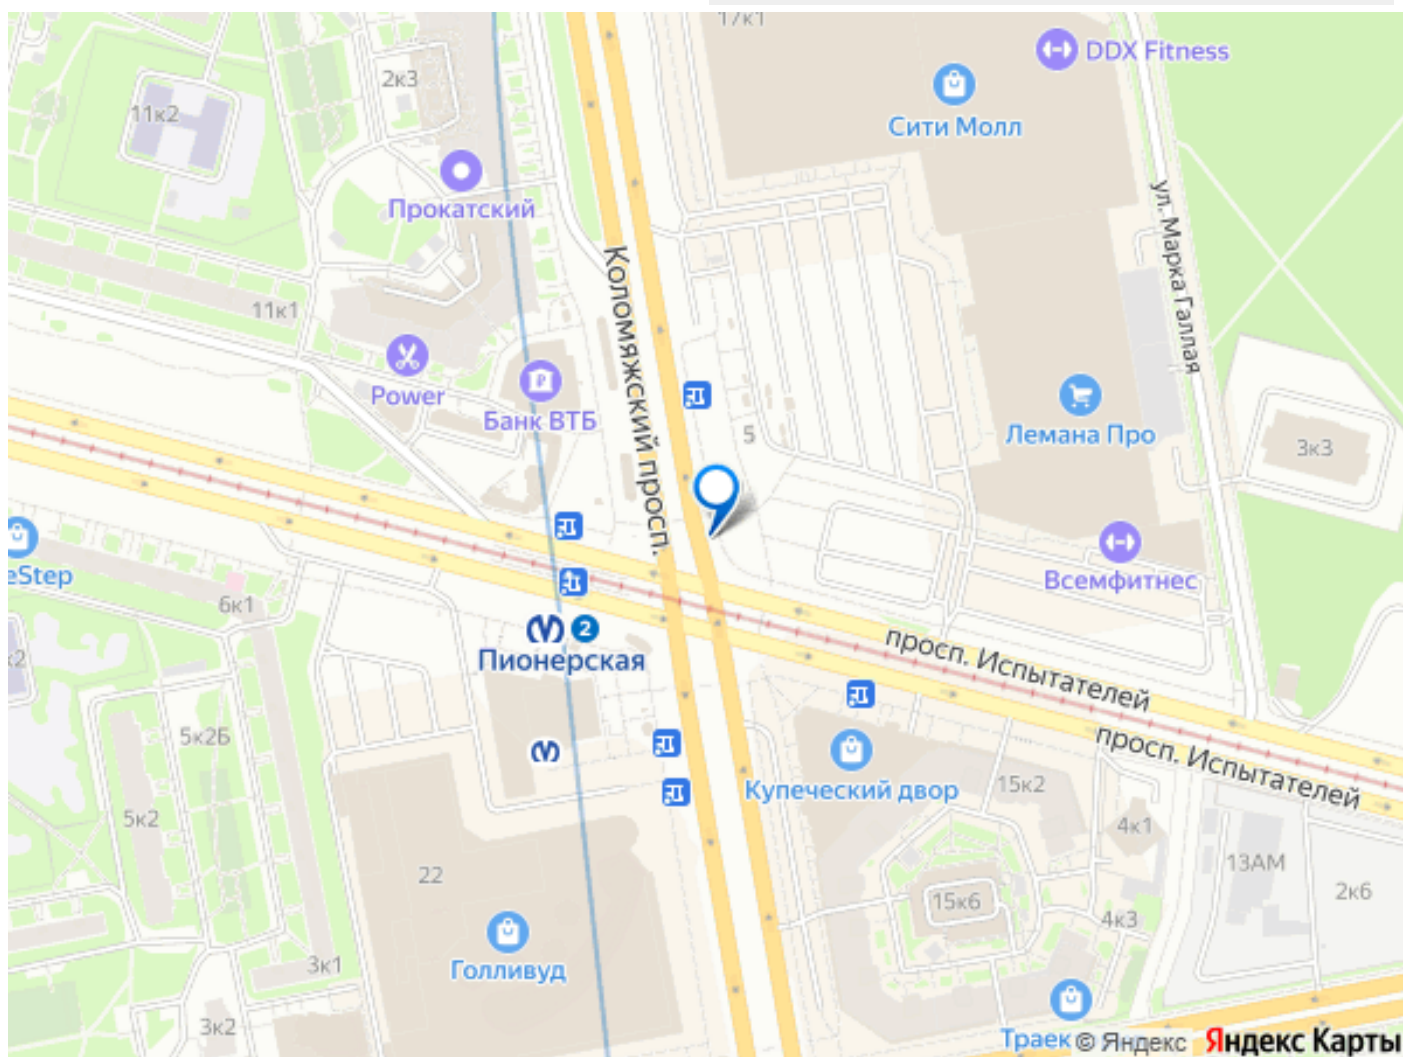 17к1
DDX Fitness
2к3
11к2
Сити Молл
Прокатский
ул. Марка Галлая
Коломяжский просп.
11к1
Power
Банк ВТБ
5
Лемана Про
3к3
eStep
Всемфитнес
6к1
2
Пионерская
просп. Испытателей
к2
5к2Б
просп. Испытателей
Купеческий двор
15к2
5к2
4к1
22
13АМ
2к6
15к6
4к3
Голливуд
3к1
3к2
Траек
© Яндекс Яндекс Карты